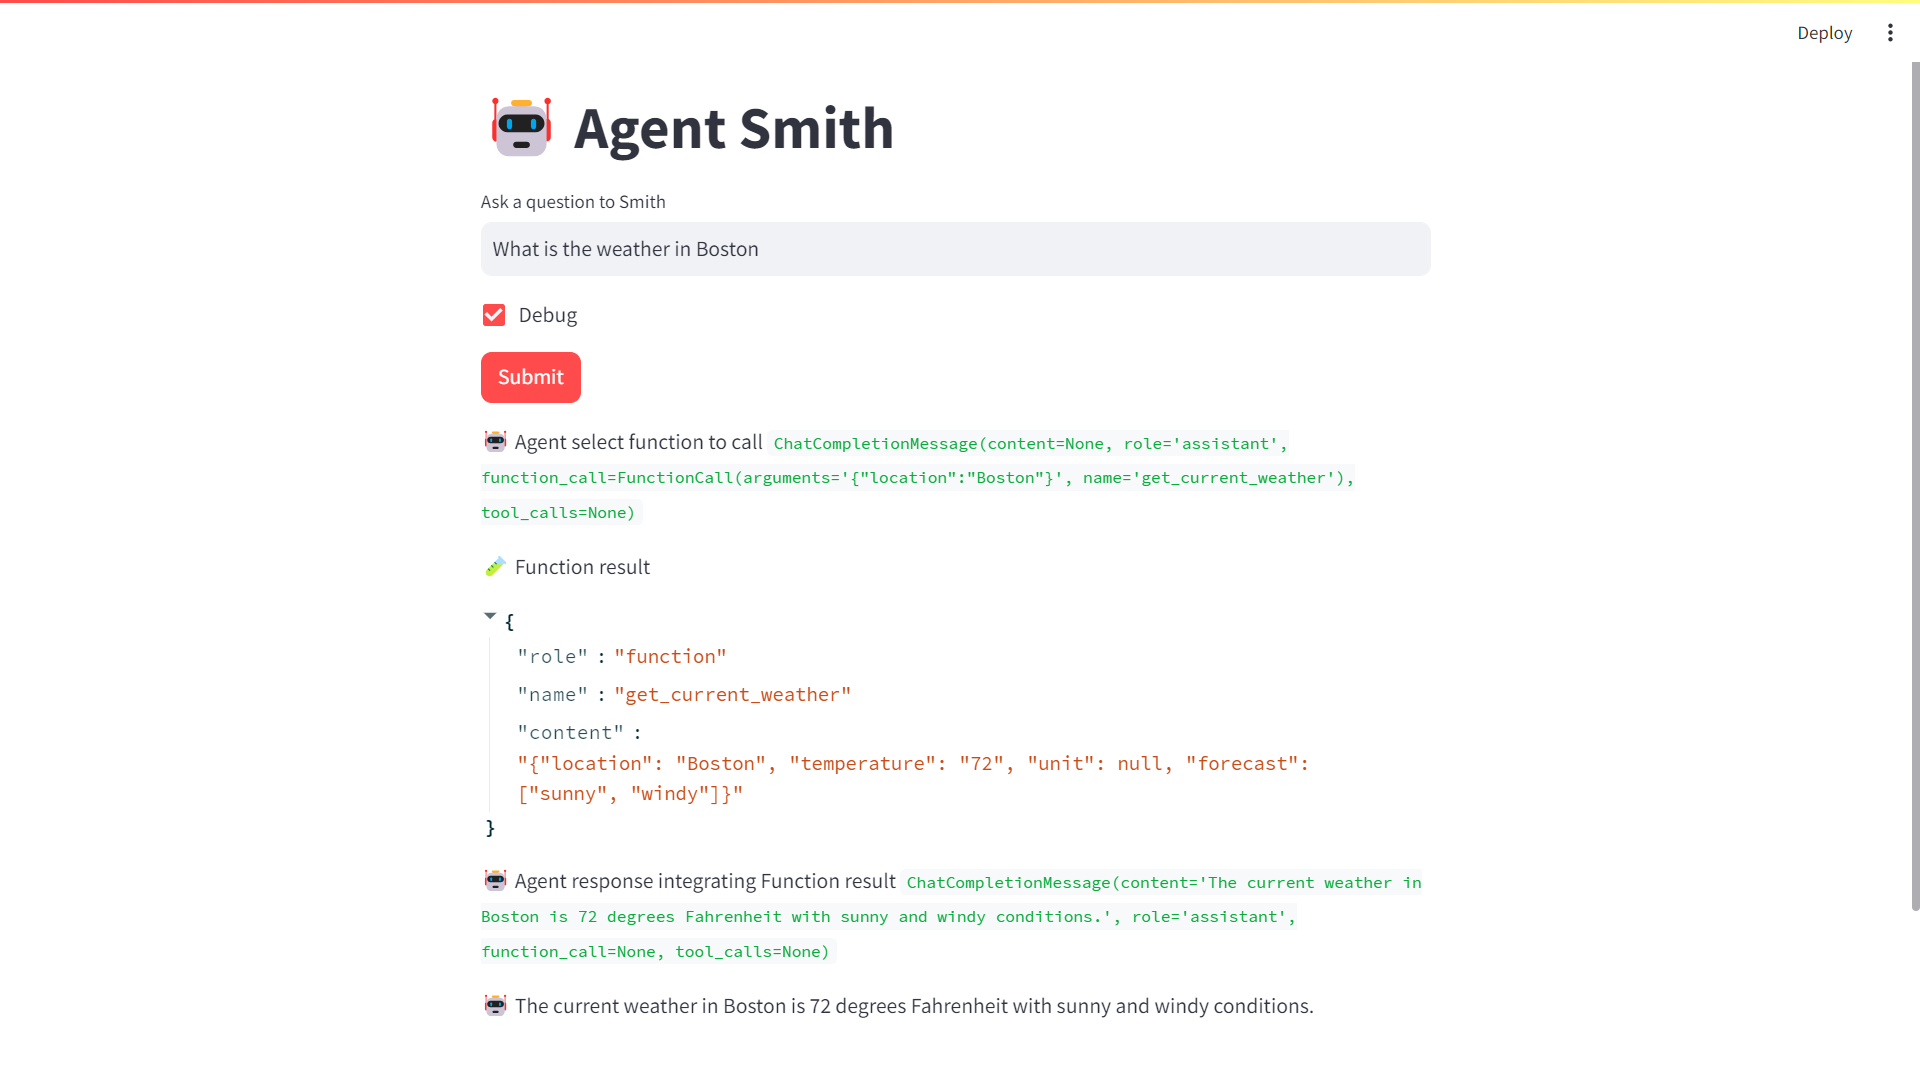 Deploy
Agent Smith
Ask a question to Smith
What is the weather in Boston
Debug
Submit
Agent select function to call ChatCompletionMessage(content=None, role='assistant',
function_call=FunctionCall(arguments='{"location":"Boston"}', name='get_current_weather'),
tool_calls=None)
Function result
{
"role" : "function"
"name" : "get_current_weather"
"content" :
"{"location": "Boston", "temperature": "72", "unit": null, "forecast":
["sunny", "windy"]}"
}
Agent response integrating Function result ChatCompletionMessage(content='The current weather in
Boston is 72 degrees Fahrenheit with sunny and windy conditions.', role='assistant',
function_call=None, tool_calls=None)
The current weather in Boston is 72 degrees Fahrenheit with sunny and windy conditions.